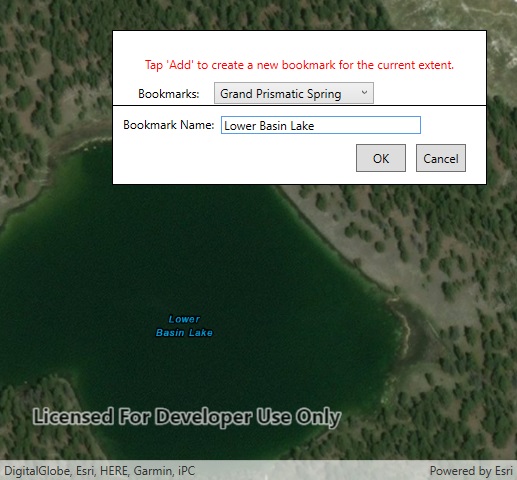 Tap 'Add' to create a new bookmark for the current extent.
Bookmarks: Grand Prismatic Spring
Bookmark Name: Lower Basin Lake
OK Cancel
Lower
Basin Lake
Licensed For Developer Use Only
DigitalGlobe, Esri, HERE, Garmin, iPC Powered by Esri